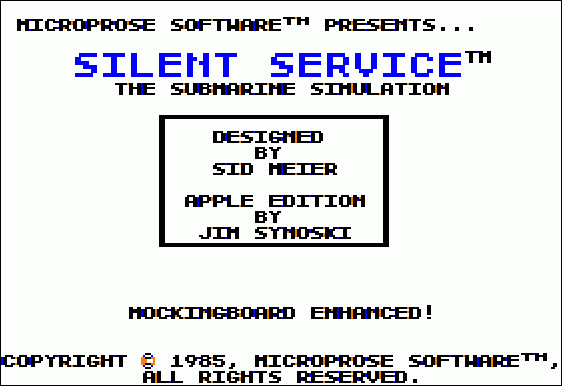 MICROPROSE SOFTWARE™ PRESENTS...
SILENT SERVICE™
THE SUBMARINE SIMULATION
DESIGNED
BY
SID MEIER
APPLE EDITION
BY
JIM SYNOSKI
MOCKINGBOARD ENHANCED!
COPYRIGHT © 1985, MICROPROSE SOFTWARE™,
ALL RIGHTS RESERVED.